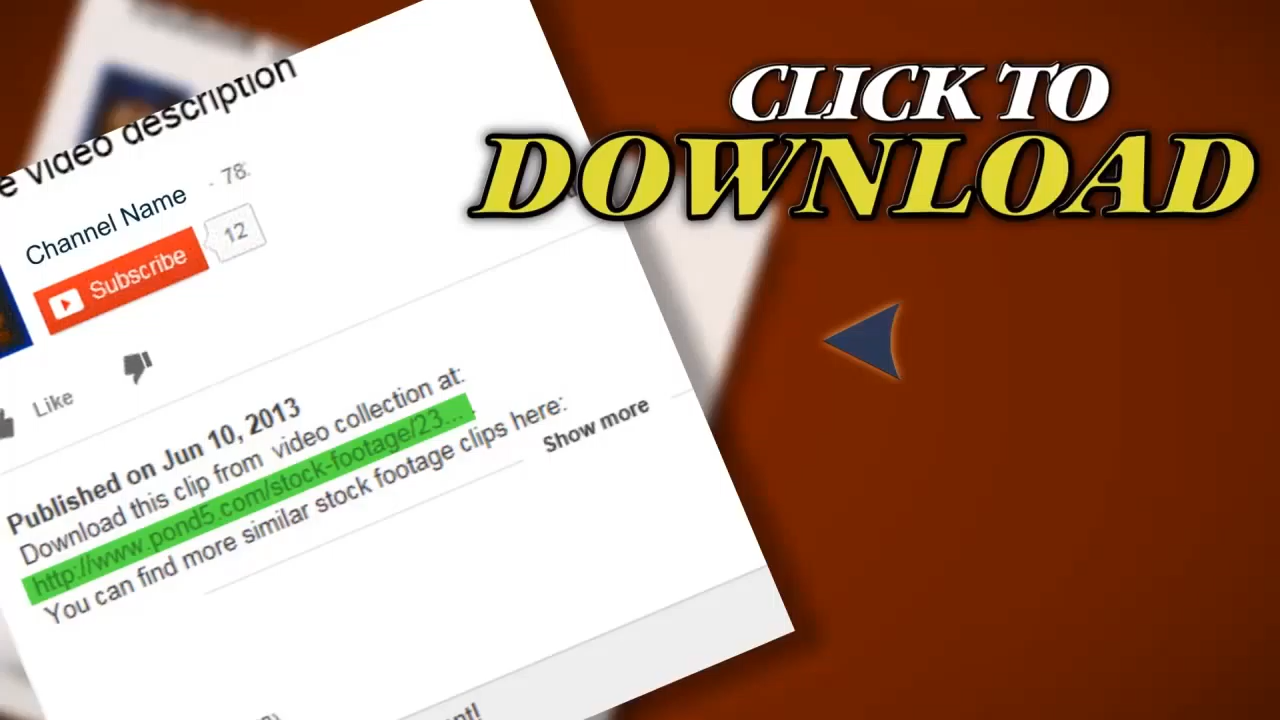 CLICK TO
DOWNLOAD
video description
Channel Name
78
Subscribe
12
Like
Published on Jun 10, 2013
Download this clip from video collection at:
http://www.pond5.com/stock-footage/23...
You can find more similar stock footage clips here:
Show more